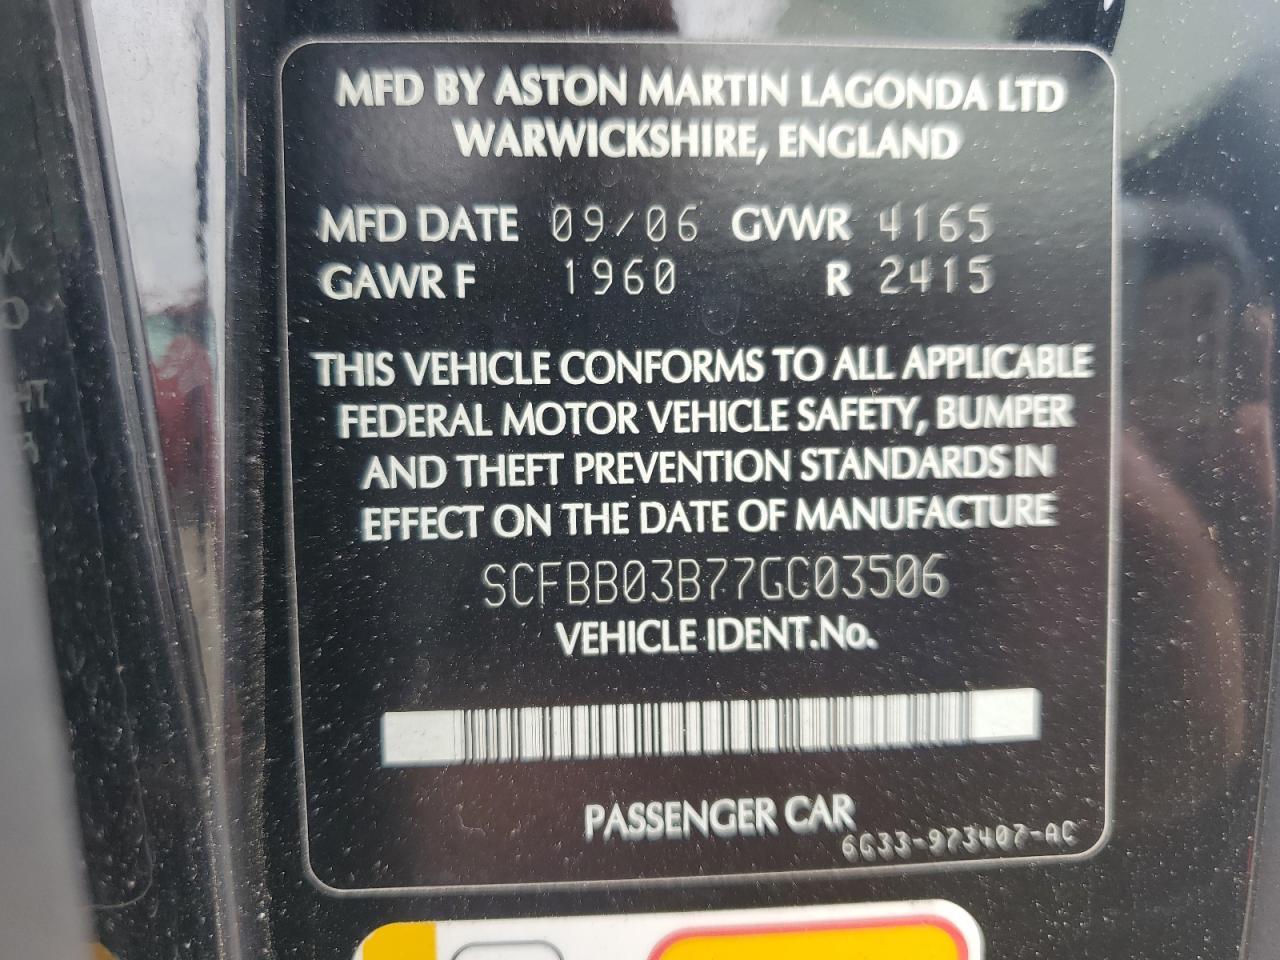 MFD BY ASTON MARTIN LAGONDA LTD
WARWICKSHIRE, ENGLAND
MFD DATE 09/06 GVWR 4165
GAWR F 1960 R 2415
THIS VEHICLE CONFORMS TO ALL APPLICABLE
FEDERAL MOTOR VEHICLE SAFETY, BUMPER
AND THEFT PREVENTION STANDARDS IN
EFFECT ON THE DATE OF MANUFACTURE
SCFBB03B77GC03506
VEHICLE IDENT.No.
PASSENGER CAR
6G33-973407-AC